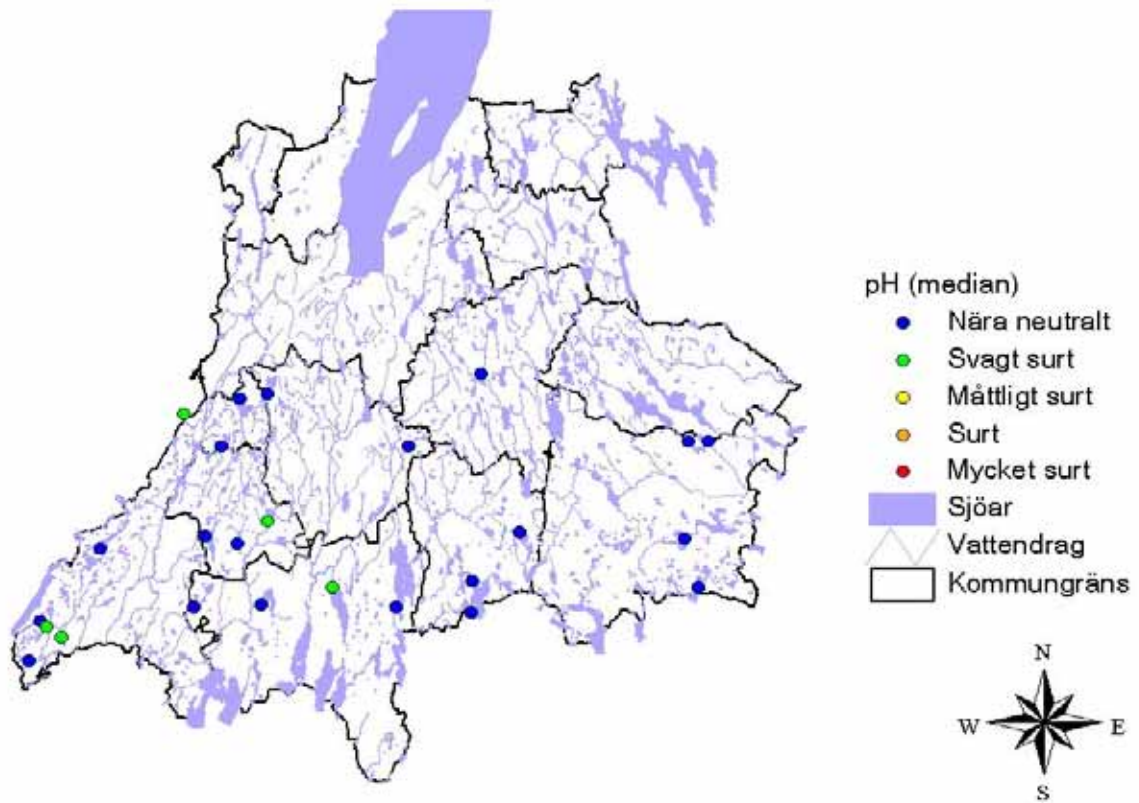 pH (median)
Nära neutralt
Svagt surt
Måttligt surt
Surt
Mycket surt
Sjöar
Vattendrag
Kommungräns
N
W E
S